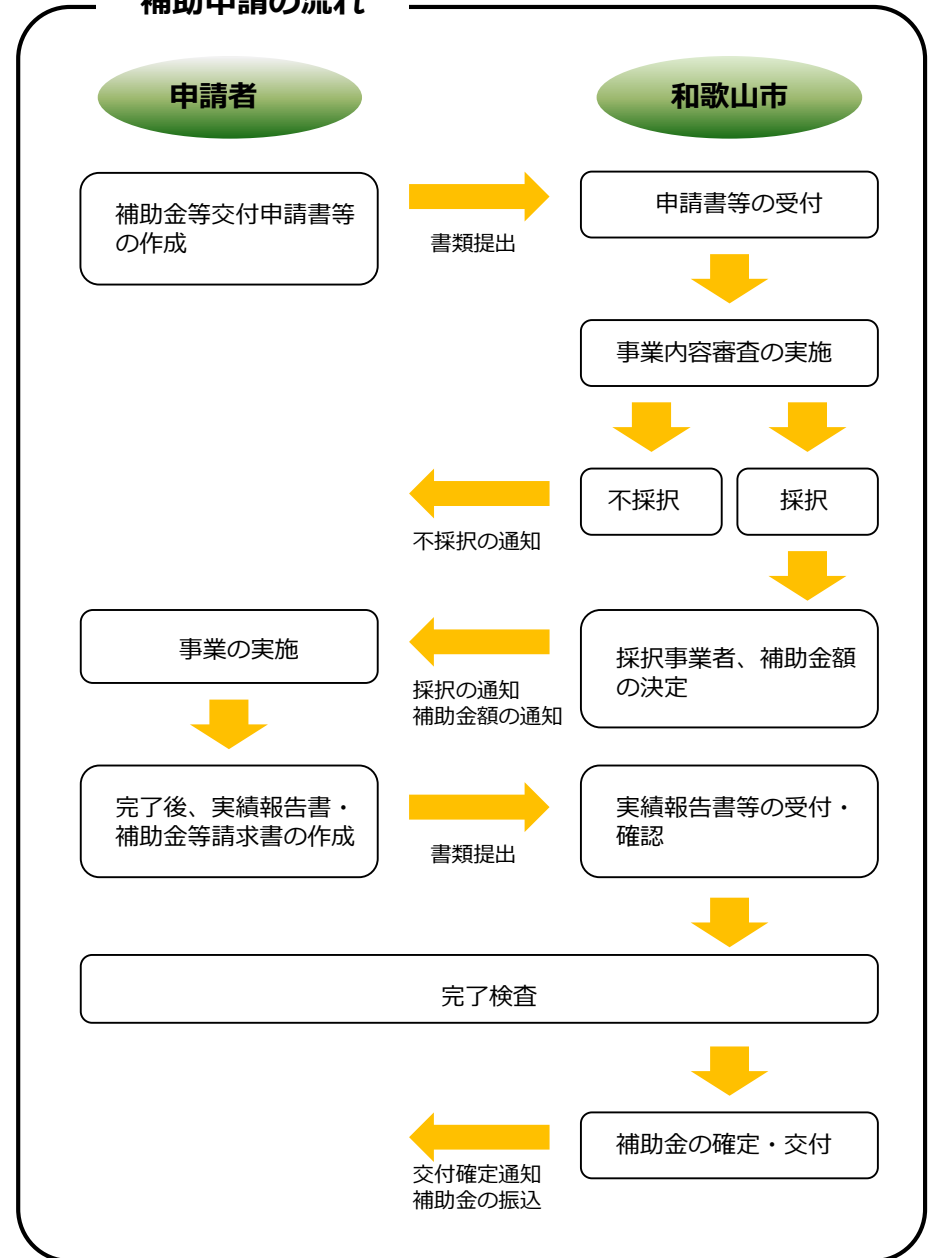 補助申請の流れ
申請者
和歌山市
補助金等交付申請書等
の作成
書類提出
申請書等の受付
事業内容審査の実施
不採択
採択
不採択の通知
事業の実施
採択の通知
補助金額の通知
採択事業者、補助金額
の決定
完了後、実績報告書・
補助金等請求書の作成
書類提出
実績報告書等の受付・
確認
完了検査
補助金の確定・交付
交付確定通知
補助金の振込